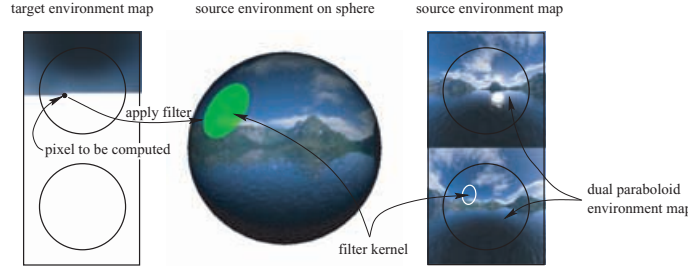 target environment map
source environment on sphere
source environment map
apply filter
pixel to be computed
filter kernel
dual paraboloid
environment map